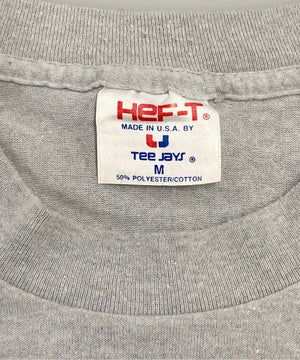 HeF-T®
MADE IN U.S.A. BY
Tee Jays ®
M
50% POLYESTER/COTTON